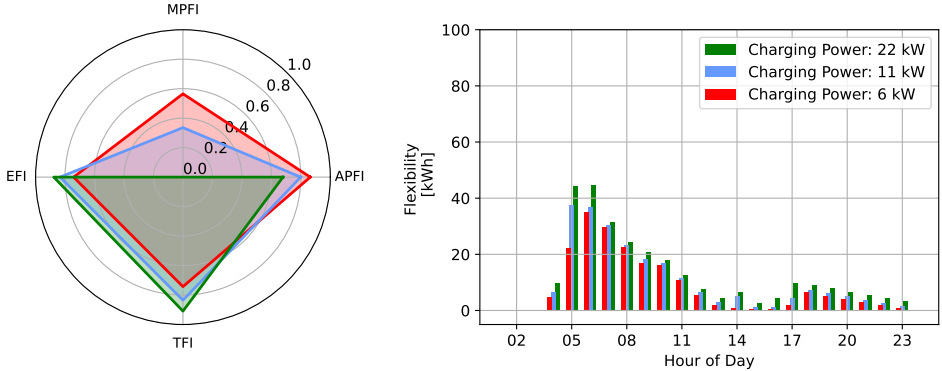 MPFI
1.0
0.8
0.6
0.4
0.2
0.0
EFI
APFI
TFI
100
80
60
40
20
0
Flexibility
[kWh]
Charging Power: 22 kW
Charging Power: 11 kW
Charging Power: 6 kW
02 05 08 11 14 17 20 23
Hour of Day